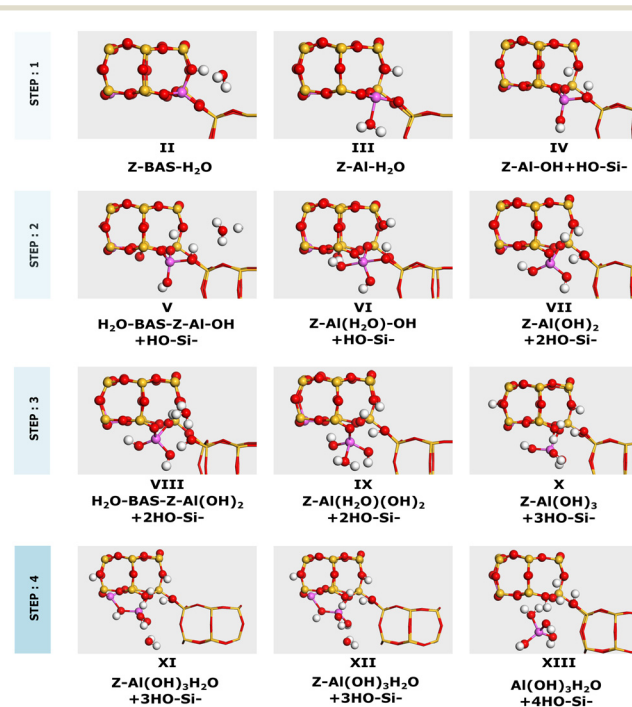 STEP : 1
II
Z-BAS-H₂O
III
Z-Al-H₂O
IV
Z-Al-OH+HO-Si-
STEP : 2
V
H₂O-BAS-Z-Al-OH
+HO-Si-
VI
Z-Al(H₂O)-OH
+HO-Si-
VII
Z-Al(OH)₂
+2HO-Si-
STEP : 3
VIII
H₂O-BAS-Z-Al(OH)₂
+2HO-Si-
IX
Z-Al(H₂O)(OH)₂
+2HO-Si-
X
Z-Al(OH)₃
+3HO-Si-
STEP : 4
XI
Z-Al(OH)₃H₂O
+3HO-Si-
XII
Z-Al(OH)₃H₂O
+3HO-Si-
XIII
Al(OH)₃H₂O
+4HO-Si-